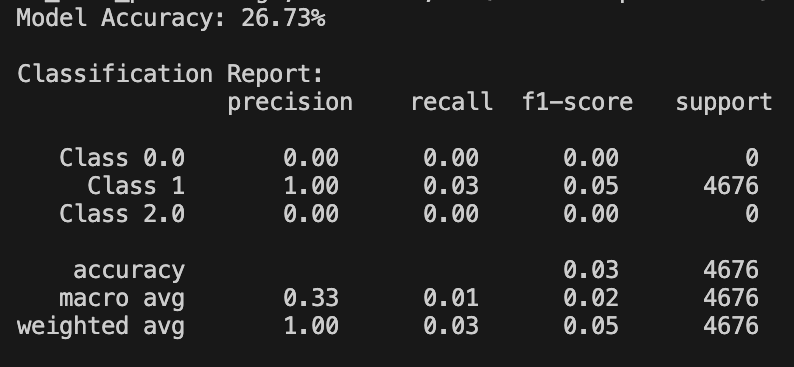 Model Accuracy: 26.73%
Classification Report:
precision recall f1-score support
Class 0.0 0.00 0.00 0.00 0
Class 1 1.00 0.03 0.05 4676
Class 2.0 0.00 0.00 0.00 0
accuracy 0.03 4676
macro avg 0.33 0.01 0.02 4676
weighted avg 1.00 0.03 0.05 4676